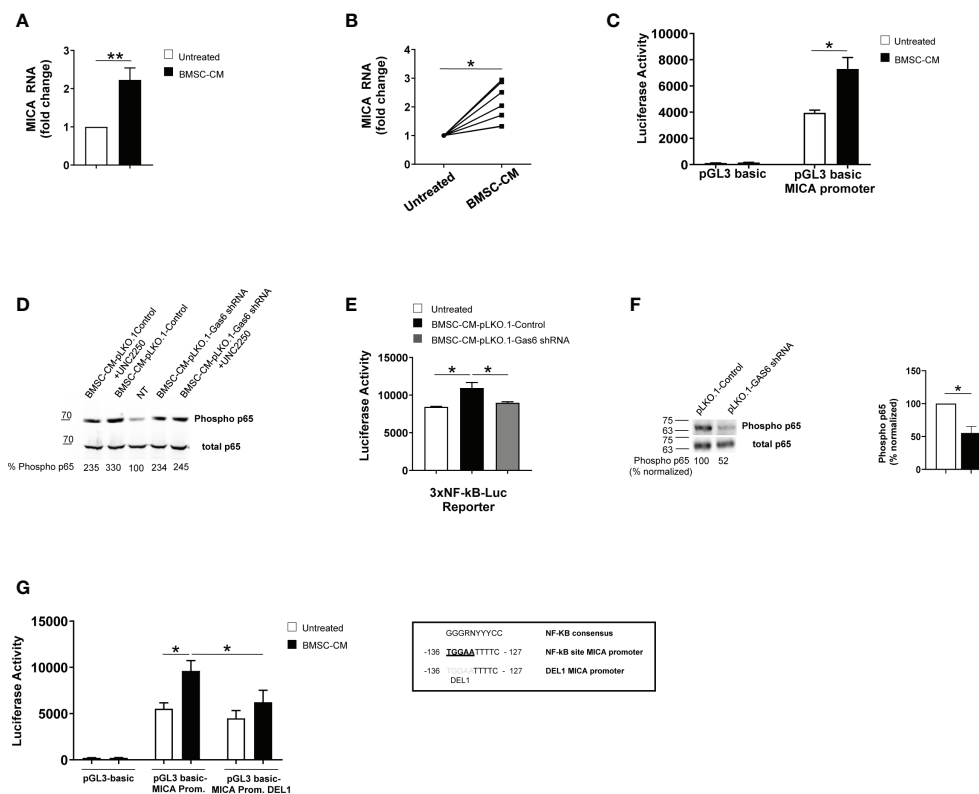 A
MICA RNA
(fold change)
3
2
1
0
**
Untreated
BMSC-CM
B
MICA RNA
(fold change)
4
3
2
1
0
*
Untreated
BMSC-CM
C
Luciferase Activity
10000
8000
6000
4000
2000
0
*
Untreated
BMSC-CM
pGL3 basic
pGL3 basic
MICA promoter
D
BMSC-CM-pLKO.1Control
+UNC2250
BMSC-CM-pLKO.1-Control
NT
BMSC-CM-pLKO.1-Gas6 shRNA
BMSC-CM-pLKO.1-Gas6 shRNA
+UNC2250
70
Phospho p65
70
total p65
% Phospho p65 235 330 100 234 245
E
Untreated
BMSC-CM-pLKO.1-Control
BMSC-CM-pLKO.1-Gas6 shRNA
Luciferase Activity
15000
10000
5000
0
* *
3xNF-kB-Luc
Reporter
F
pLKO.1-Control
pLKO.1-GAS6 shRNA
75
63
Phospho p65
75
63
total p65
Phospho p65 100 52
(% normalized)
Phospho p65
(% normalized)
150
100
50
0
*
G
Luciferase Activity
15000
10000
5000
0
* *
Untreated
BMSC-CM
pGL3-basic
pGL3 basic-
MICA Prom.
pGL3 basic-
MICA Prom. DEL1
GGGRNYYYCC NF-KB consensus
-136 TGGAATTTTC - 127 NF-kB site MICA promoter
-136 TGGAATTTTC - 127 DEL1 MICA promoter
DEL1